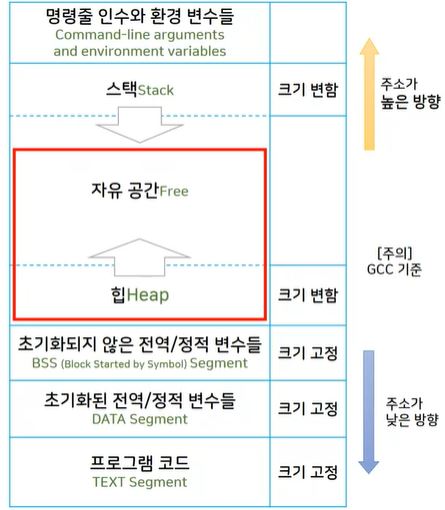 명령줄 인수와 환경 변수들
Command-line arguments
and environment variables
스택Stack
크기 변함
자유 공간Free
힙Heap
크기 변함
초기화되지 않은 전역/정적 변수들
BSS (Block Started by Symbol) Segment
크기 고정
초기화된 전역/정적 변수들
DATA Segment
크기 고정
프로그램 코드
TEXT Segment
크기 고정
주소가
높은 방향
[주의]
GCC 기준
주소가
낮은 방향